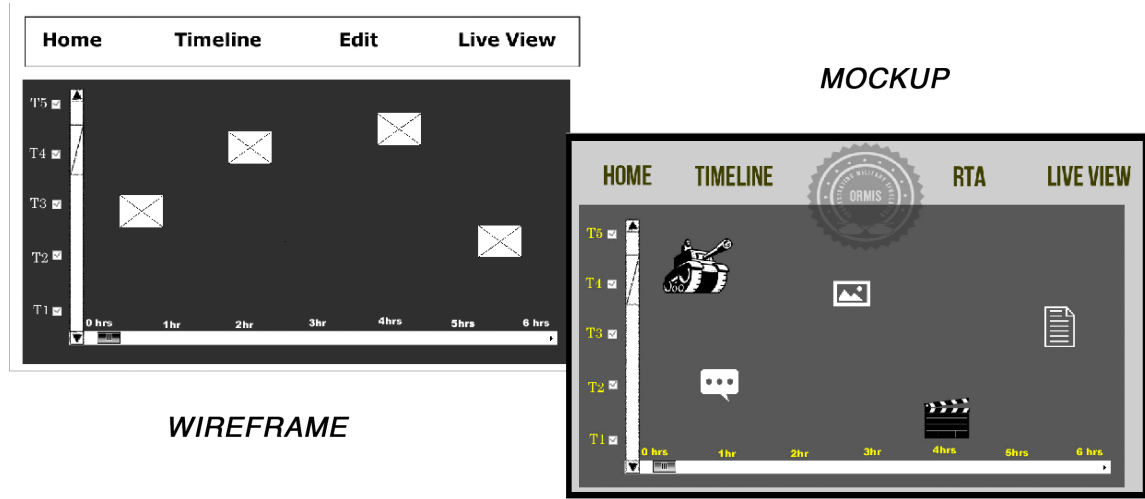 Home Timeline Edit Live View
T5
T4
T3
T2
T1
0 hrs 1hr 2hr 3hr 4hrs 5hrs 6 hrs
WIREFRAME
MOCKUP
HOME TIMELINE RTA LIVE VIEW
MILITARY
ORMIS
T5
T4
T3
T2
T1
0 hrs 1hr 2hr 3hr 4hrs 5hrs 6 hrs